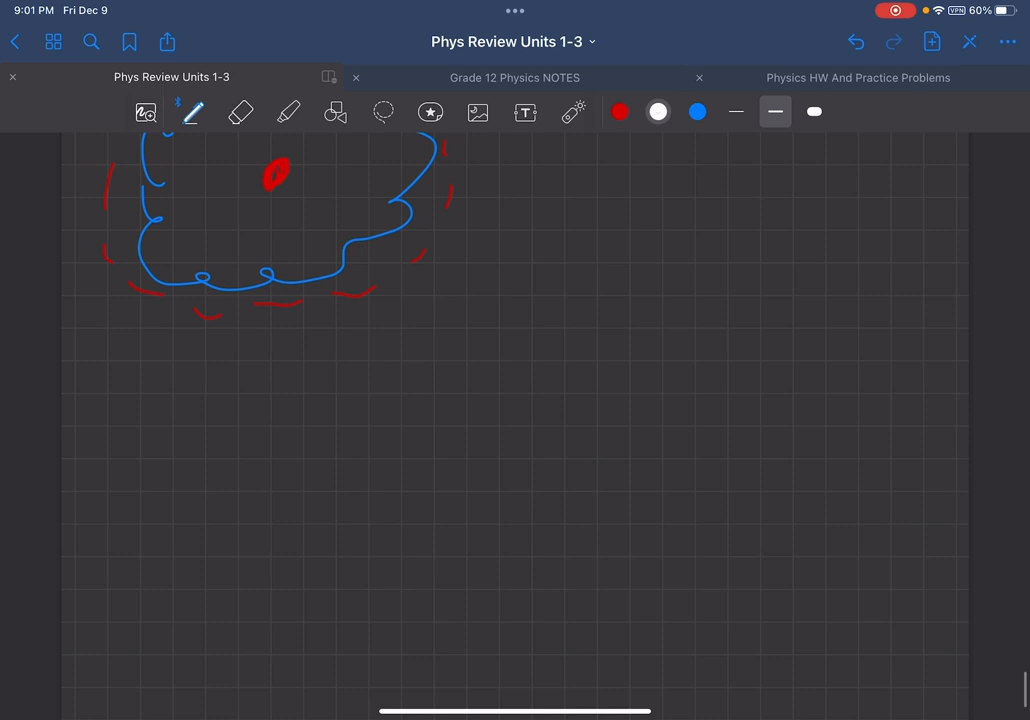 9:01 PM Fri Dec 9 VPN 60%
Phys Review Units 1-3
Phys Review Units 1-3 Grade 12 Physics NOTES Physics HW And Practice Problems
T